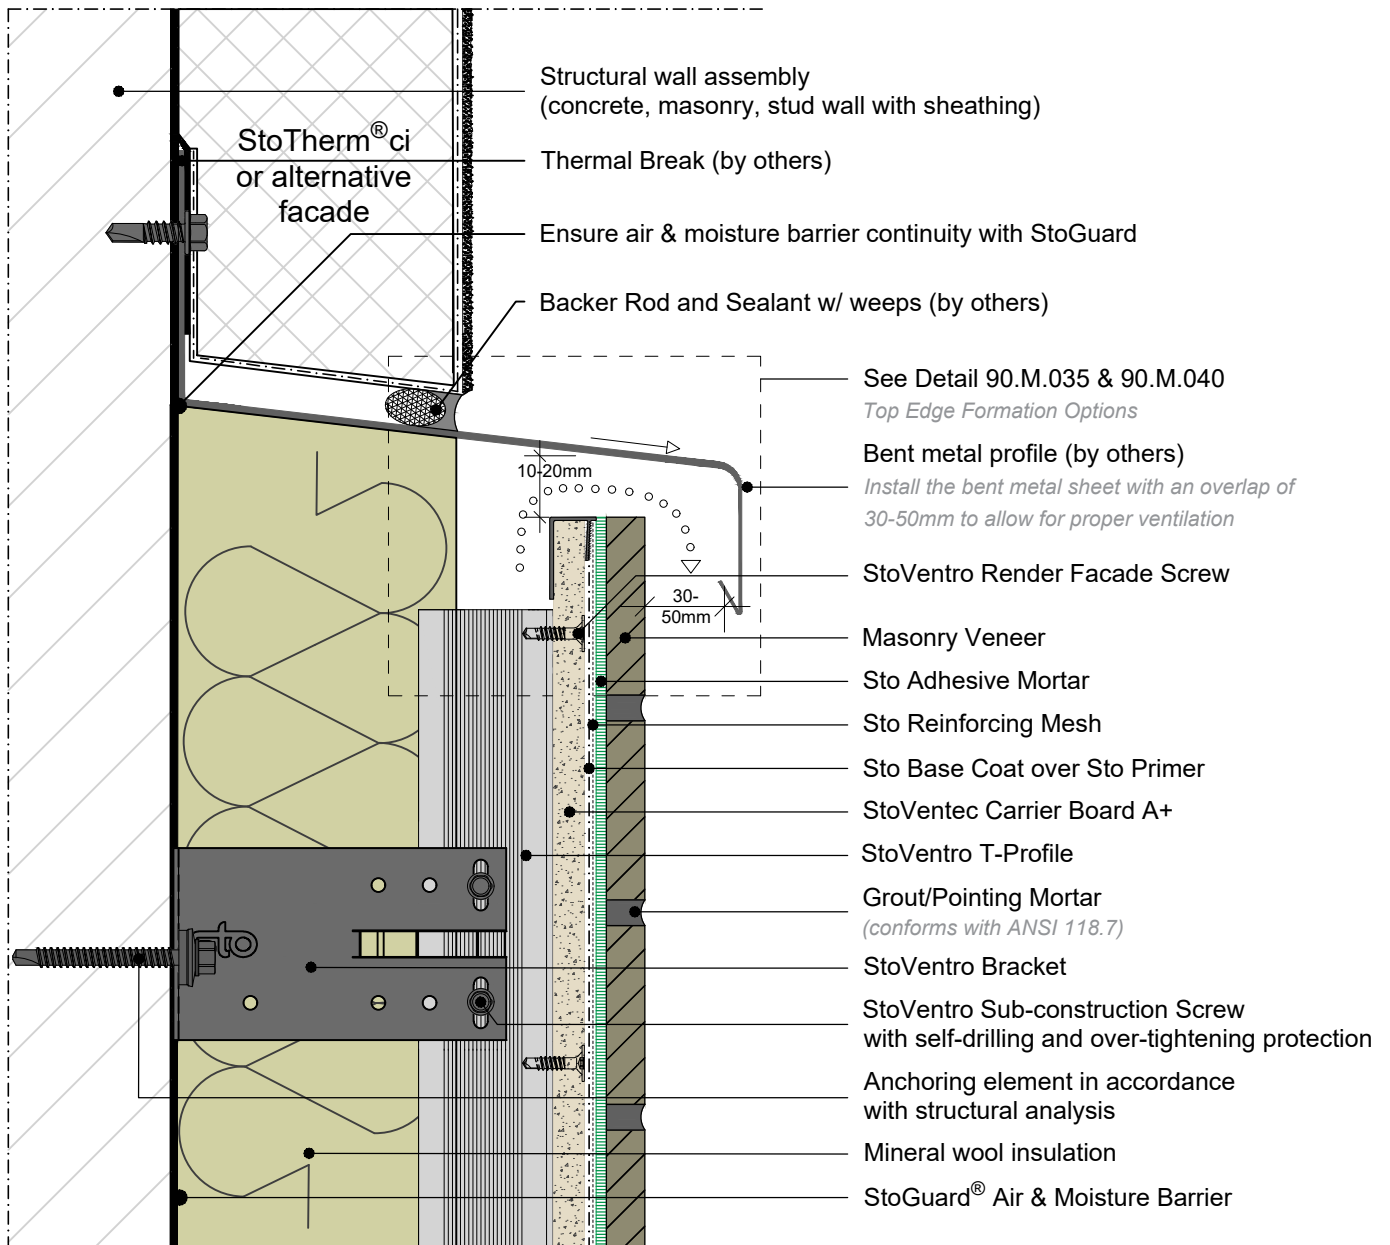 Structural wall assembly
(concrete, masonry, stud wall with sheathing)
StoTherm®ci
or alternative
facade
Thermal Break (by others)
Ensure air & moisture barrier continuity with StoGuard
Backer Rod and Sealant w/ weeps (by others)
See Detail 90.M.035 & 90.M.040
Top Edge Formation Options
Bent metal profile (by others)
Install the bent metal sheet with an overlap of
30-50mm to allow for proper ventilation
10-20mm
StoVentro Render Facade Screw
30-
50mm
Masonry Veneer
Sto Adhesive Mortar
Sto Reinforcing Mesh
Sto Base Coat over Sto Primer
StoVentec Carrier Board A+
StoVentro T-Profile
Grout/Pointing Mortar
(conforms with ANSI 118.7)
StoVentro Bracket
StoVentro Sub-construction Screw
with self-drilling and over-tightening protection
Anchoring element in accordance
with structural analysis
Mineral wool insulation
StoGuard® Air & Moisture Barrier